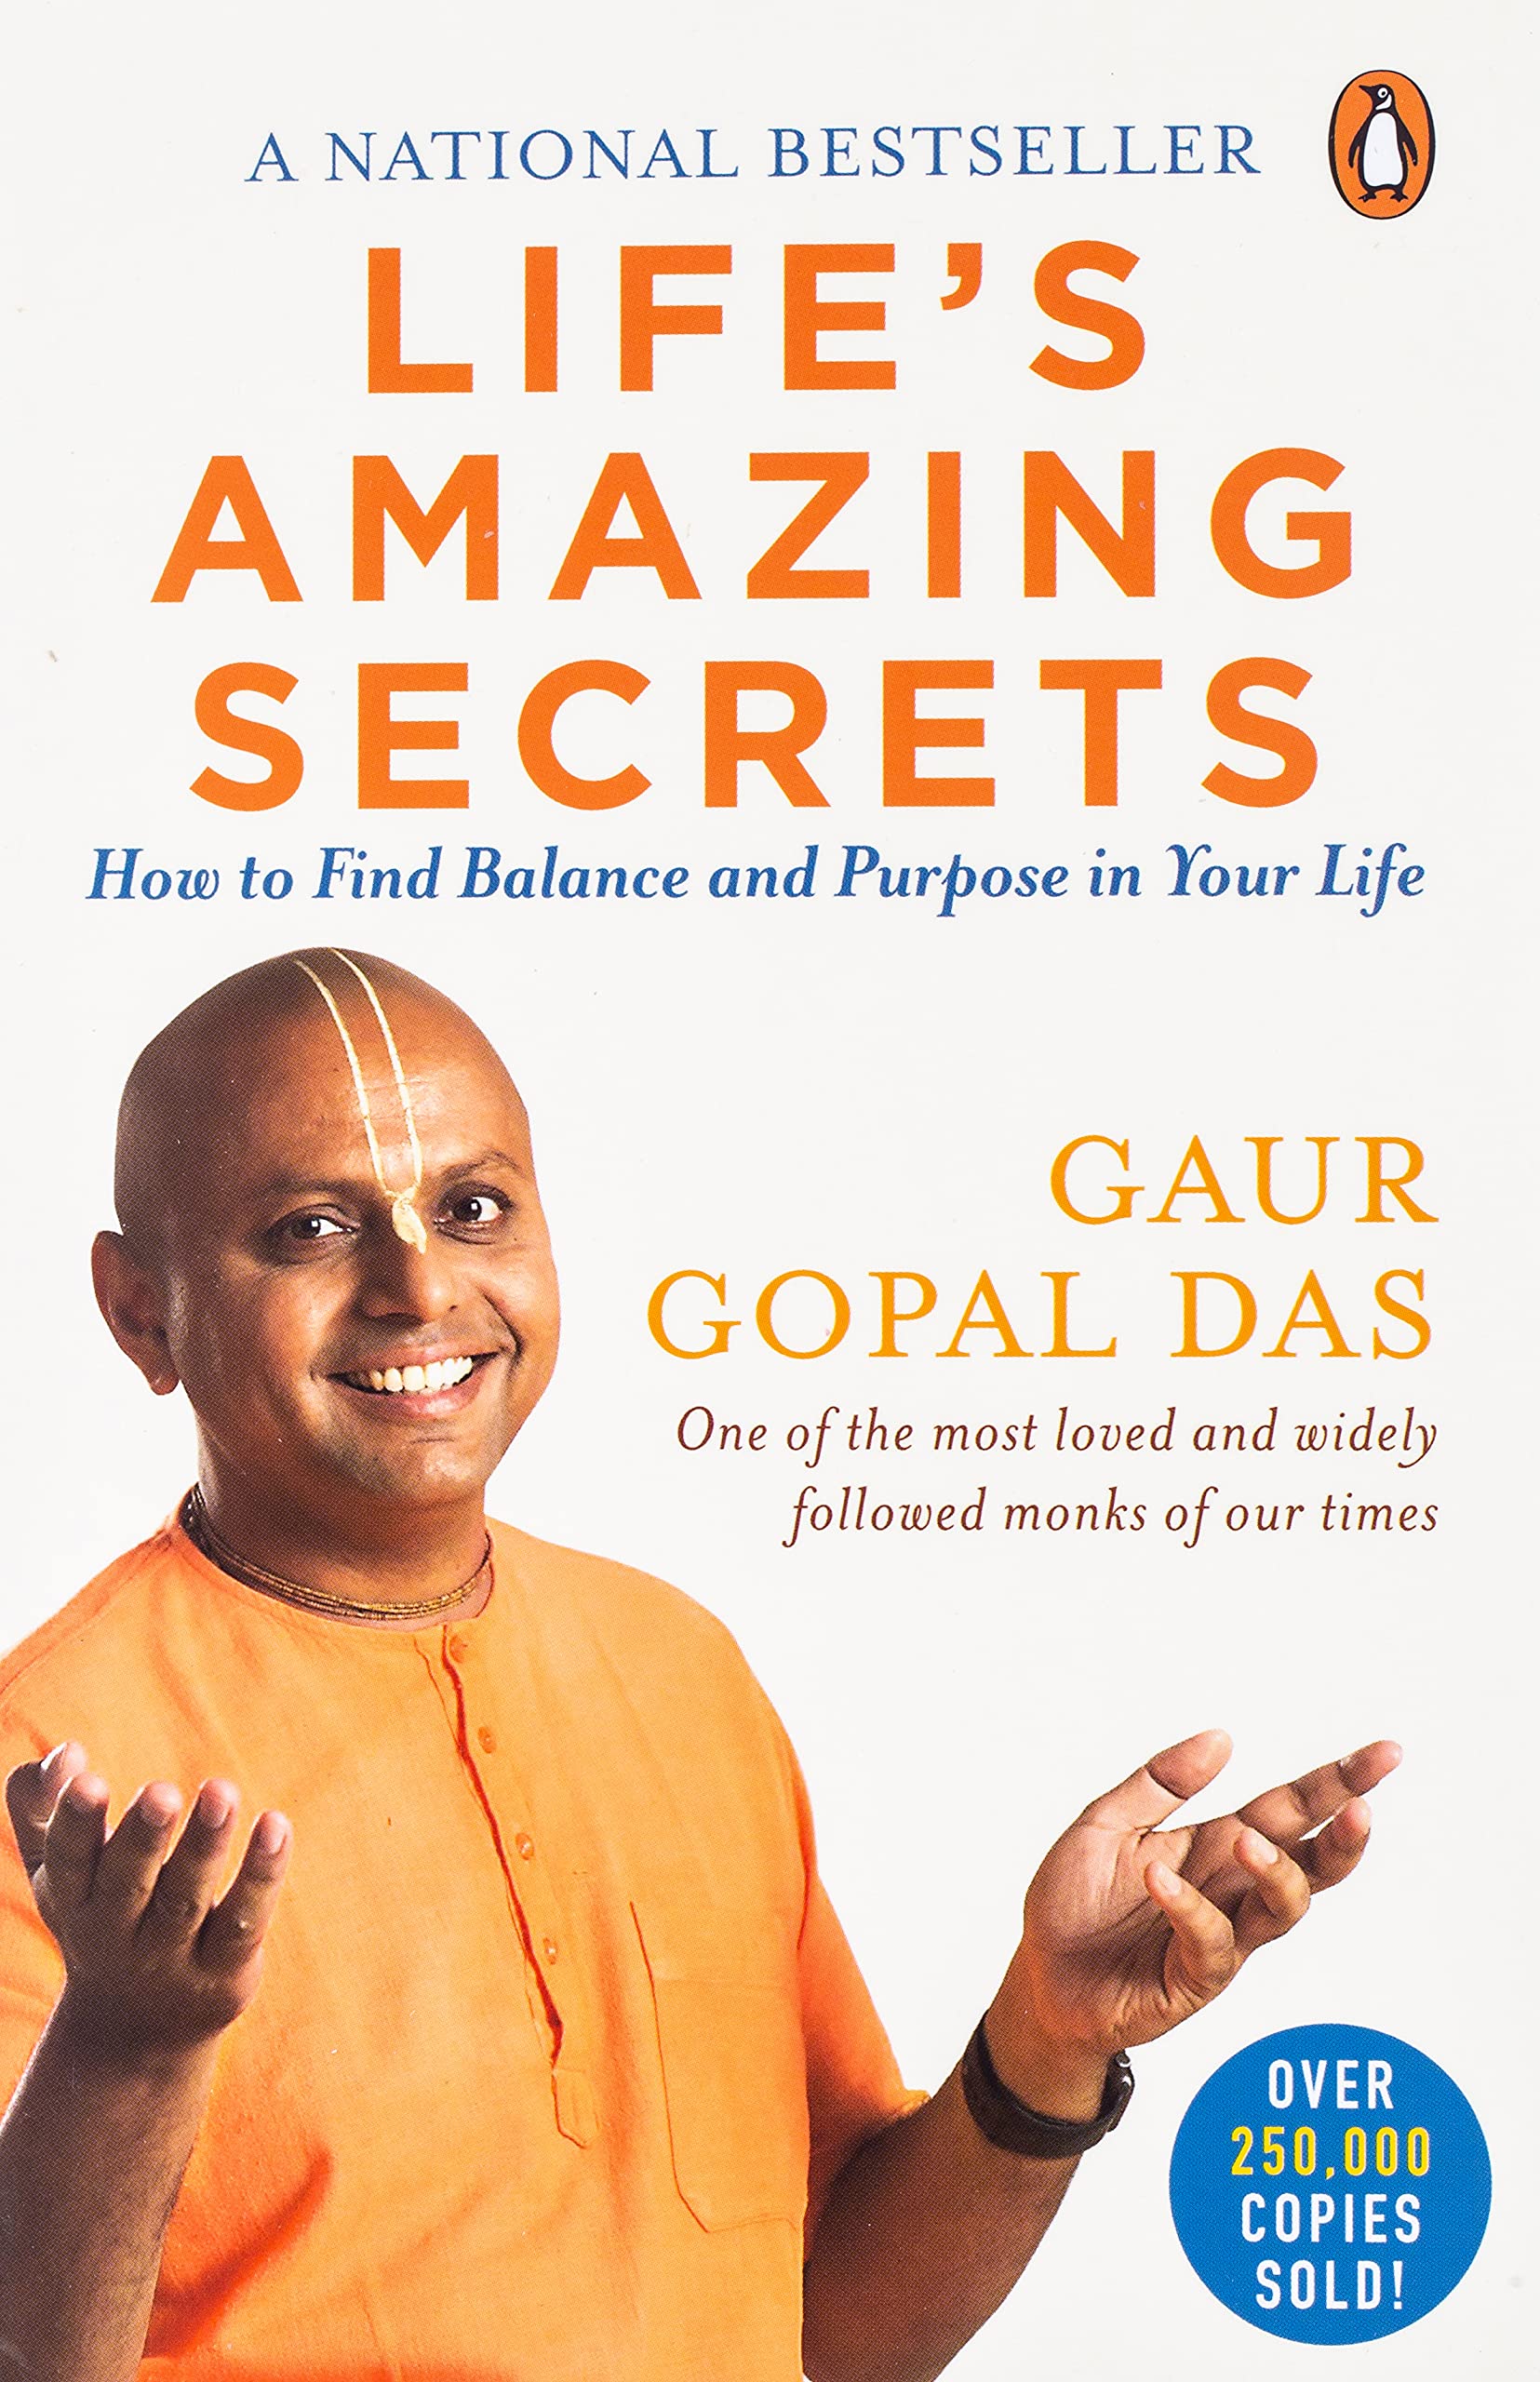 A NATIONAL BESTSELLER
LIFE’S
AMAZING
SECRETS
How to Find Balance and Purpose in Your Life
GAUR
GOPAL DAS
One of the most loved and widely
followed monks of our times
OVER
250,000
COPIES
SOLD!